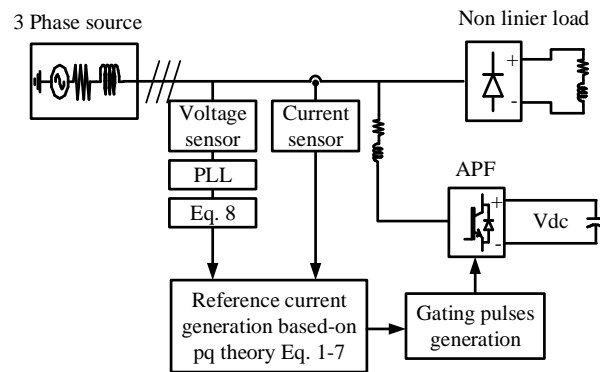 3 Phase source
Non linier load
+
-
Voltage
sensor
Current
sensor
PLL
Eq. 8
APF
+
-
Vdc
Reference current
generation based-on
pq theory Eq. 1-7
Gating pulses
generation